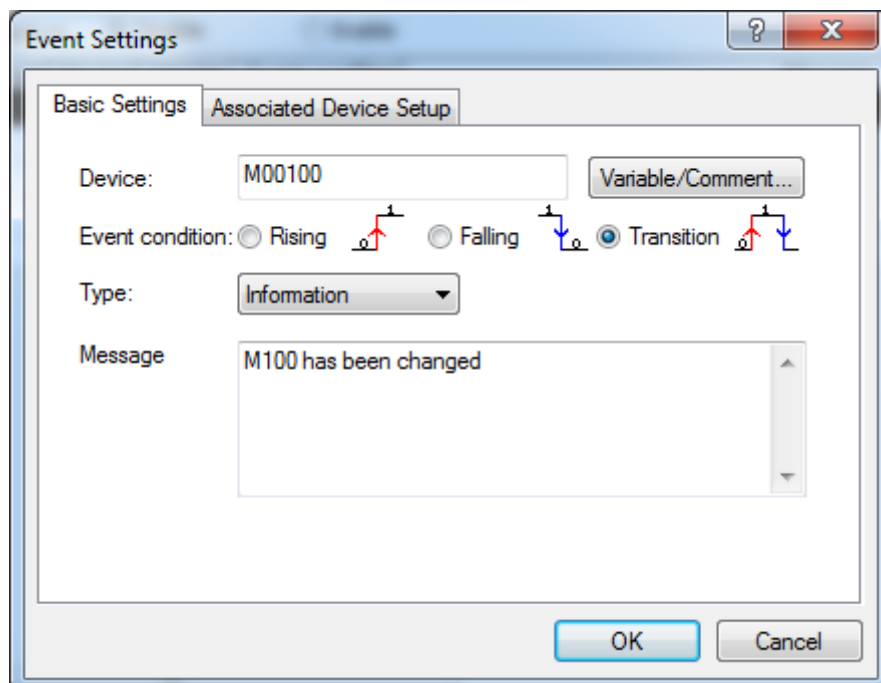 Event Settings
Basic Settings Associated Device Setup
Device: M00100 Variable/Comment...
Event condition: Rising 0 1 Falling 1 0 Transition 0 1
Type: Information
Message M100 has been changed
OK Cancel